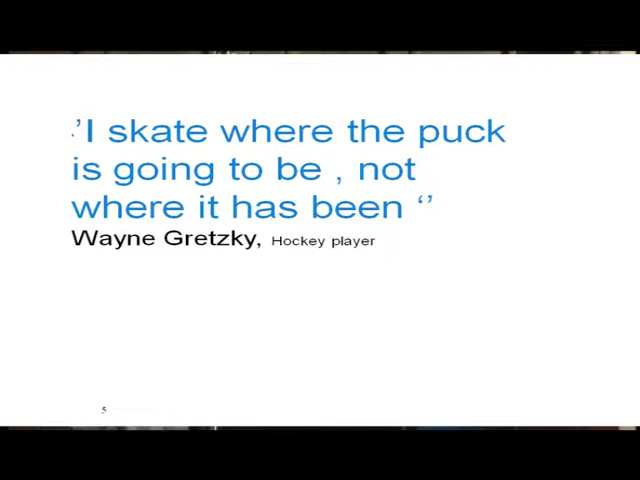 ’I skate where the puck
is going to be , not
where it has been ‘’
Wayne Gretzky, Hockey player
5